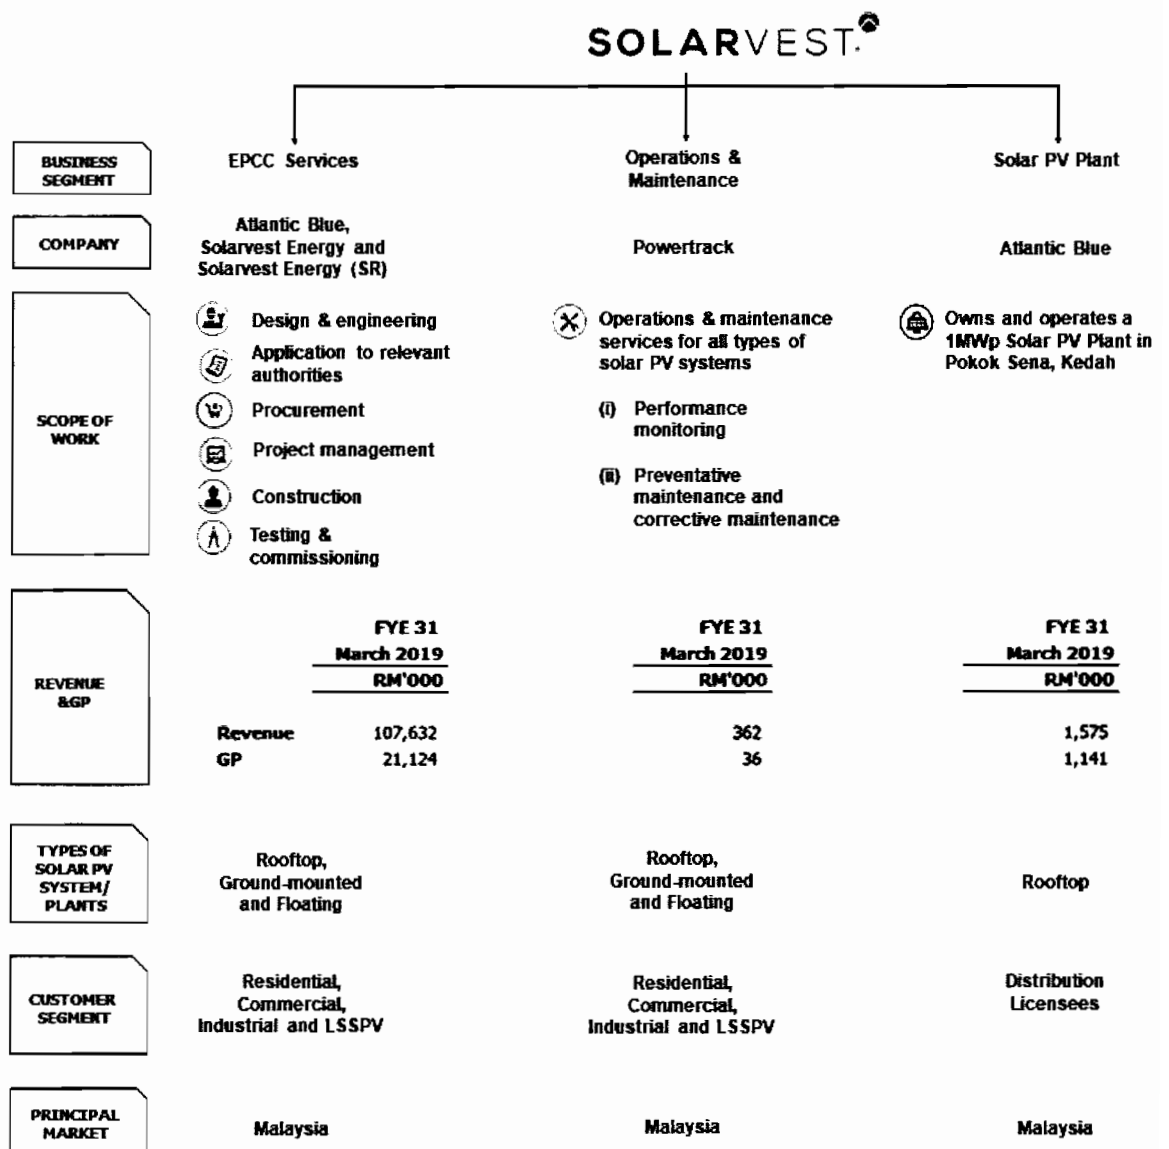 SOLARVEST.
BUSINESS
SEGMENT
EPCC Services
Operations &
Maintenance
Solar PV Plant
COMPANY
Atlantic Blue,
Solarvest Energy and
Solarvest Energy (SR)
Powertrack
Atlantic Blue
SCOPE OF
WORK
Design & engineering
Application to relevant
authorities
Procurement
Project management
Construction
Testing &
commissioning
Operations & maintenance
services for all types of
solar PV systems
(i) Performance
monitoring
(ii) Preventative
maintenance and
corrective maintenance
Owns and operates a
1MWp Solar PV Plant in
Pokok Sena, Kedah
REVENUE
&GP
FYE 31
March 2019
RM'000
Revenue 107,632
GP 21,124
FYE 31
March 2019
RM'000
362
36
FYE 31
March 2019
RM'000
1,575
1,141
TYPES OF
SOLAR PV
SYSTEM/
PLANTS
Rooftop,
Ground-mounted
and Floating
Rooftop,
Ground-mounted
and Floating
Rooftop
CUSTOMER
SEGMENT
Residential,
Commercial,
Industrial and LSSPV
Residential,
Commercial,
Industrial and LSSPV
Distribution
Licensees
PRINCIPAL
MARKET
Malaysia
Malaysia
Malaysia